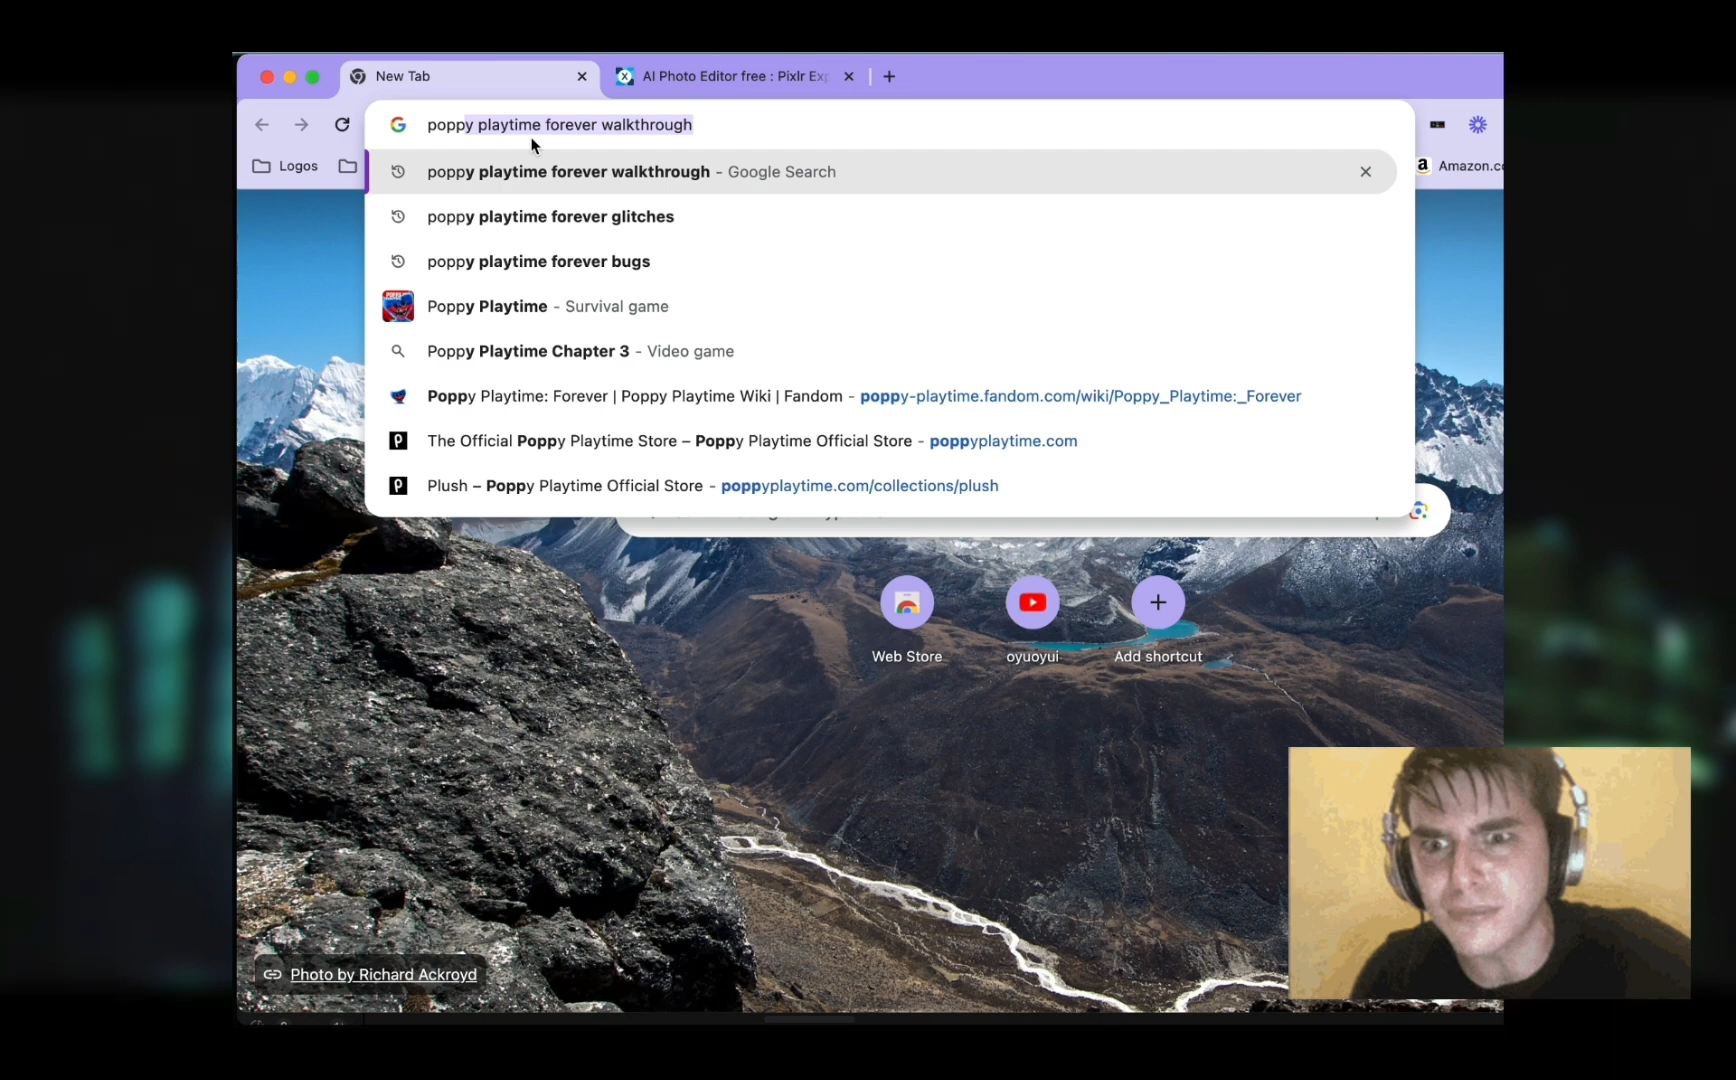 New Tab
AI Photo Editor free : Pixlr Exp
poppy playtime forever walkthrough
Logos
Amazon.co
poppy playtime forever walkthrough - Google Search
poppy playtime forever glitches
poppy playtime forever bugs
Poppy Playtime - Survival game
Poppy Playtime Chapter 3 - Video game
Poppy Playtime: Forever | Poppy Playtime Wiki | Fandom - poppy-playtime.fandom.com/wiki/Poppy_Playtime:_Forever
The Official Poppy Playtime Store – Poppy Playtime Official Store - poppyplaytime.com
Plush – Poppy Playtime Official Store - poppyplaytime.com/collections/plush
Web Store
oyuoyui
Add shortcut
Photo by Richard Ackroyd